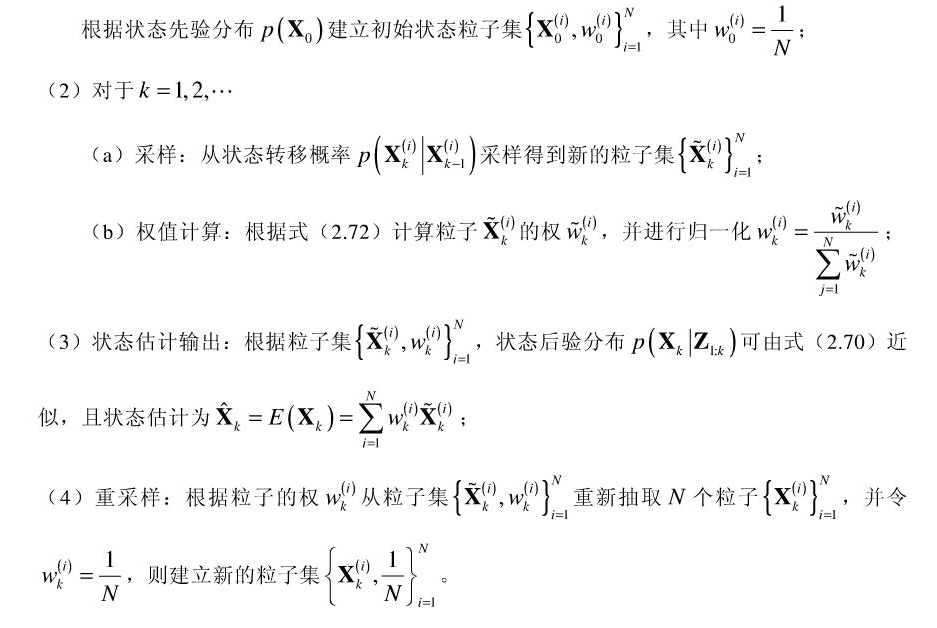 根据状态先验分布 $p(\mathbf{X}_0)$ 建立初始状态粒子集 $\left\{\mathbf{X}_0^{(i)}, w_0^{(i)}\right\}_{i=1}^{N}$，其中 $w_0^{(i)} = \frac{1}{N}$；
（2）对于 $k = 1, 2, \cdots$
（a）采样：从状态转移概率 $p\left(\mathbf{X}_k^{(i)} \middle| \mathbf{X}_{k-1}^{(i)}\right)$ 采样得到新的粒子集 $\left\{\tilde{\mathbf{X}}_k^{(i)}\right\}_{i=1}^{N}$；
（b）权值计算：根据式（2.72）计算粒子 $\tilde{\mathbf{X}}_k^{(i)}$ 的权 $\tilde{w}_k^{(i)}$，并进行归一化 $w_k^{(i)} = \frac{\tilde{w}_k^{(i)}}{\sum_{j=1}^{N} \tilde{w}_k^{(i)}}$；
（3）状态估计输出：根据粒子集 $\left\{\tilde{\mathbf{X}}_k^{(i)}, w_k^{(i)}\right\}_{i=1}^{N}$，状态后验分布 $p\left(\mathbf{X}_k \middle| \mathbf{Z}_{1:k}\right)$ 可由式（2.70）近
似，且状态估计为 $\hat{\mathbf{X}}_k = E(\mathbf{X}_k) = \sum_{i=1}^{N} w_k^{(i)} \tilde{\mathbf{X}}_k^{(i)}$；
（4）重采样：根据粒子的权 $w_k^{(i)}$ 从粒子集 $\left\{\tilde{\mathbf{X}}_k^{(i)}, w_k^{(i)}\right\}_{i=1}^{N}$ 重新抽取 $N$ 个粒子 $\left\{\mathbf{X}_k^{(i)}\right\}_{i=1}^{N}$，并令
$w_k^{(i)} = \frac{1}{N}$，则建立新的粒子集 $\left\{\mathbf{X}_k^{(i)}, \frac{1}{N}\right\}_{i=1}^{N}$。